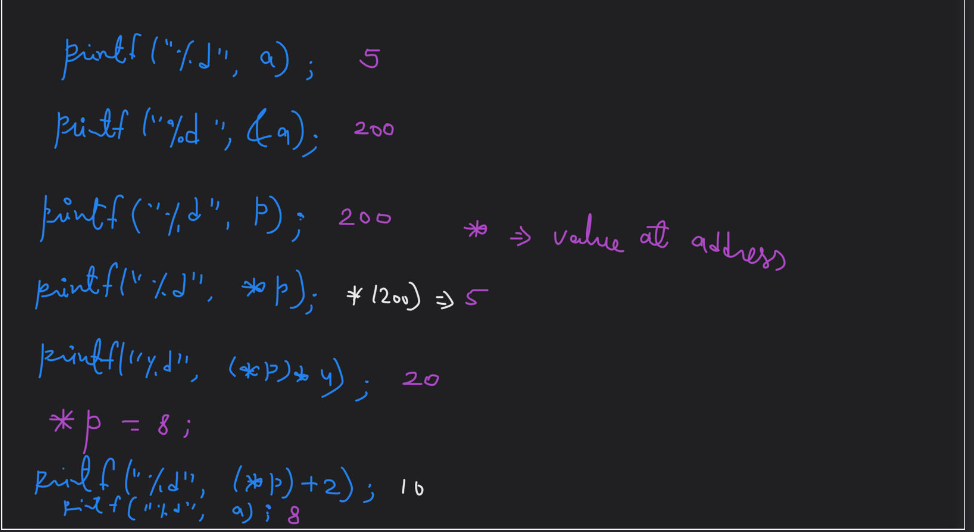 printf("%d", a); 5
printf("%d", &a); 200
printf("%d", p); 200
* => value at address
printf("%d", *p); *(200) => 5
printf("%d", (*p)*4); 20
*p = 8;
printf("%d", (*p)+2); 10
printf("%d", a); 8